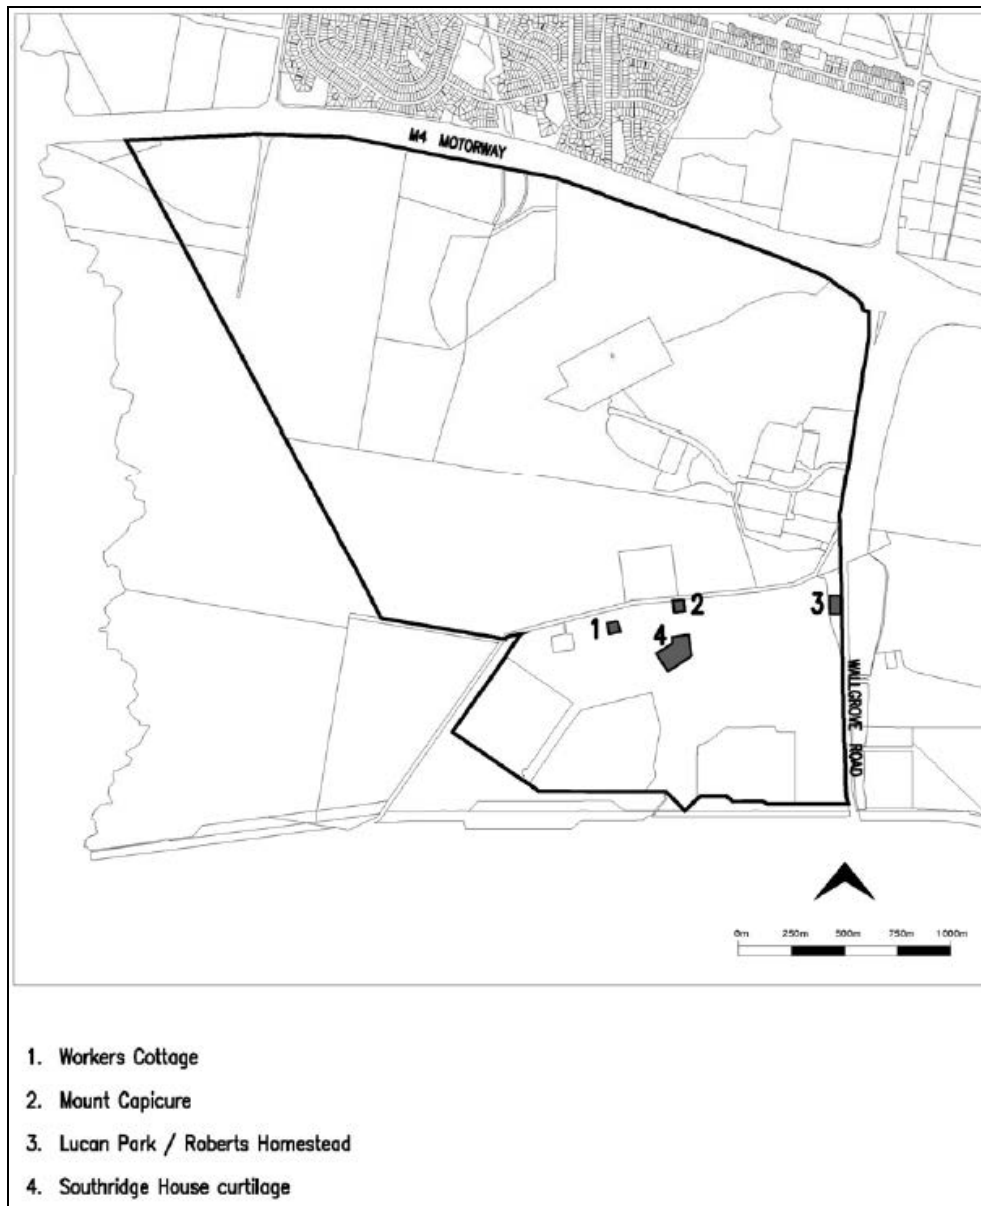 M4 MOTORWAY
1
2
3
4
WALLGROVE ROAD
0m 250m 500m 750m 1000m
1. Workers Cottage
2. Mount Capicure
3. Lucan Park / Roberts Homestead
4. Southridge House curtilage